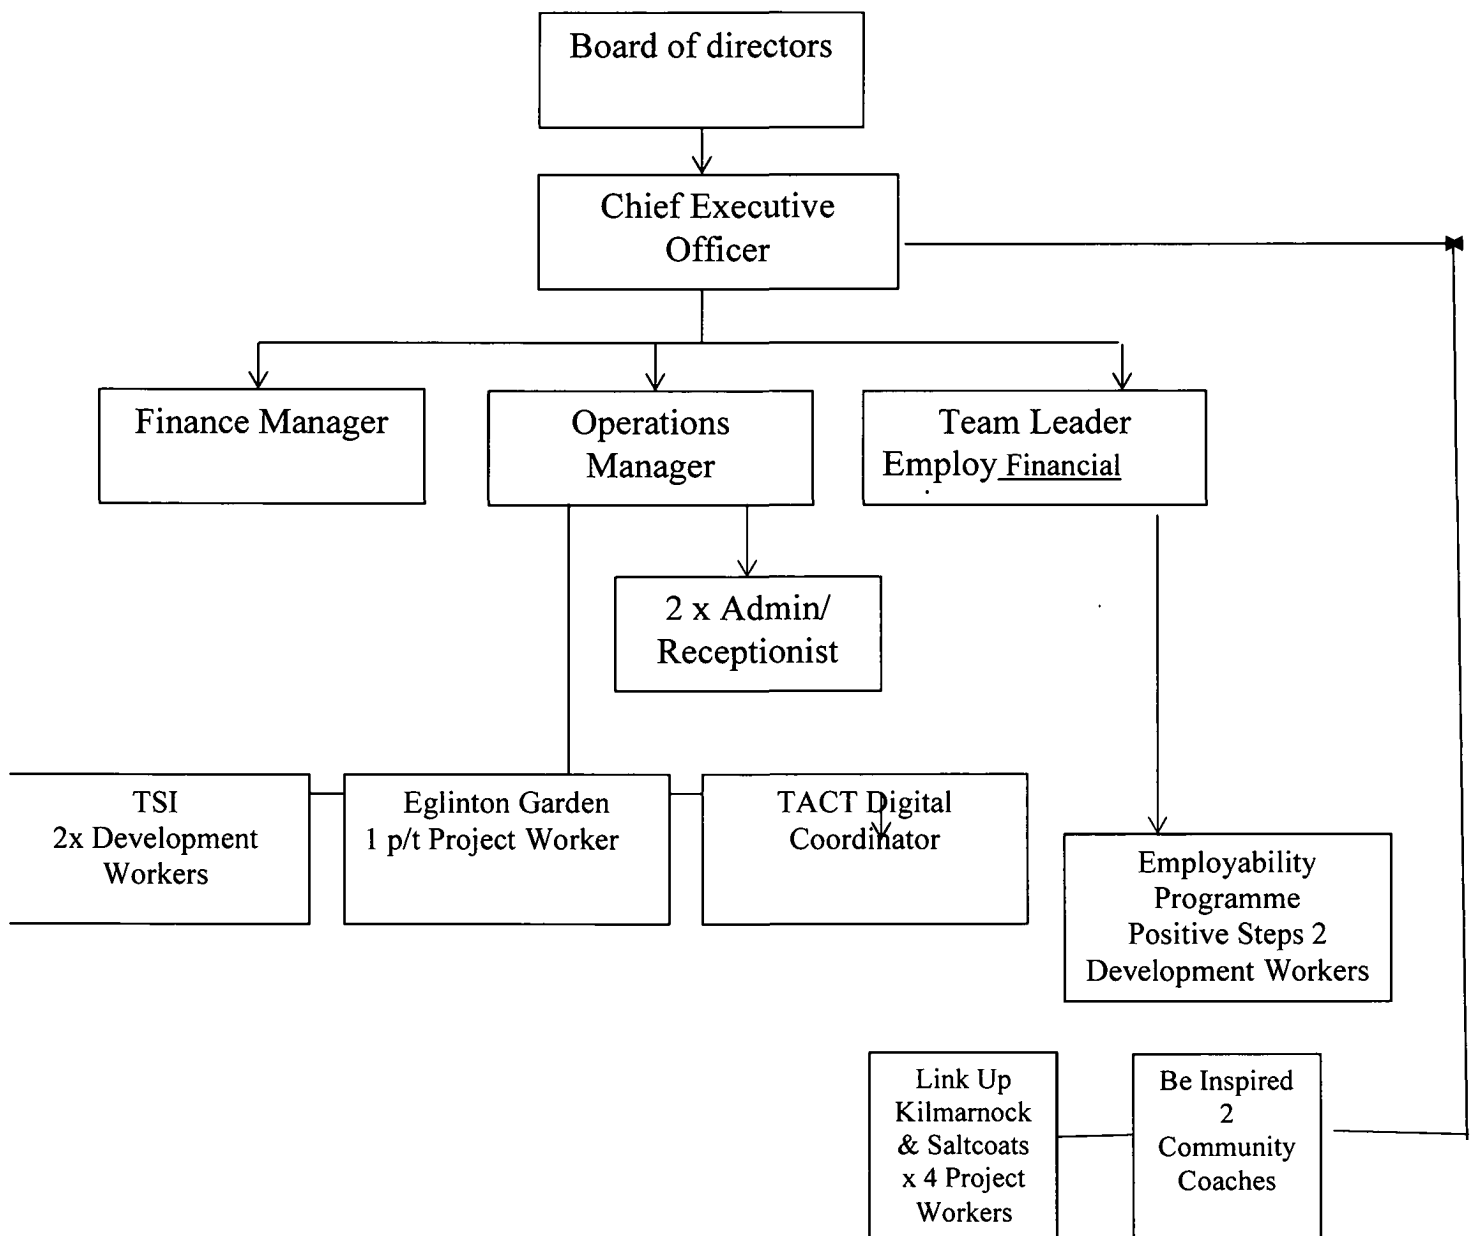 Board of directors
Chief Executive
Officer
Finance Manager
Operations
Manager
Team Leader
Employ Financial
2 x Admin/
Receptionist
TSI
2x Development
Workers
Eglinton Garden
1 p/t Project Worker
TACT Digital
Coordinator
Employability
Programme
Positive Steps 2
Development Workers
Link Up
Kilmarnock
& Saltcoats
x 4 Project
Workers
Be Inspired
2
Community
Coaches